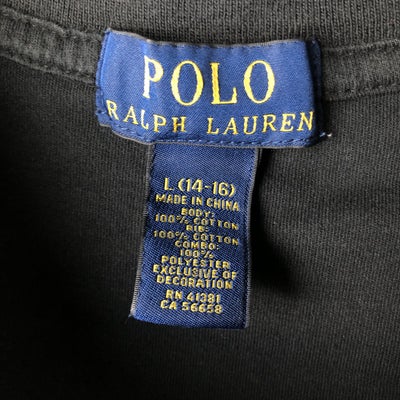 POLO
RALPH LAUREN
L (14-16)
MADE IN CHINA
BODY:
100% COTTON
RIB:
100% COTTON
COMBO:
100%
POLYESTER
EXCLUSIVE OF
DECORATION
RN 41381
CA 56658